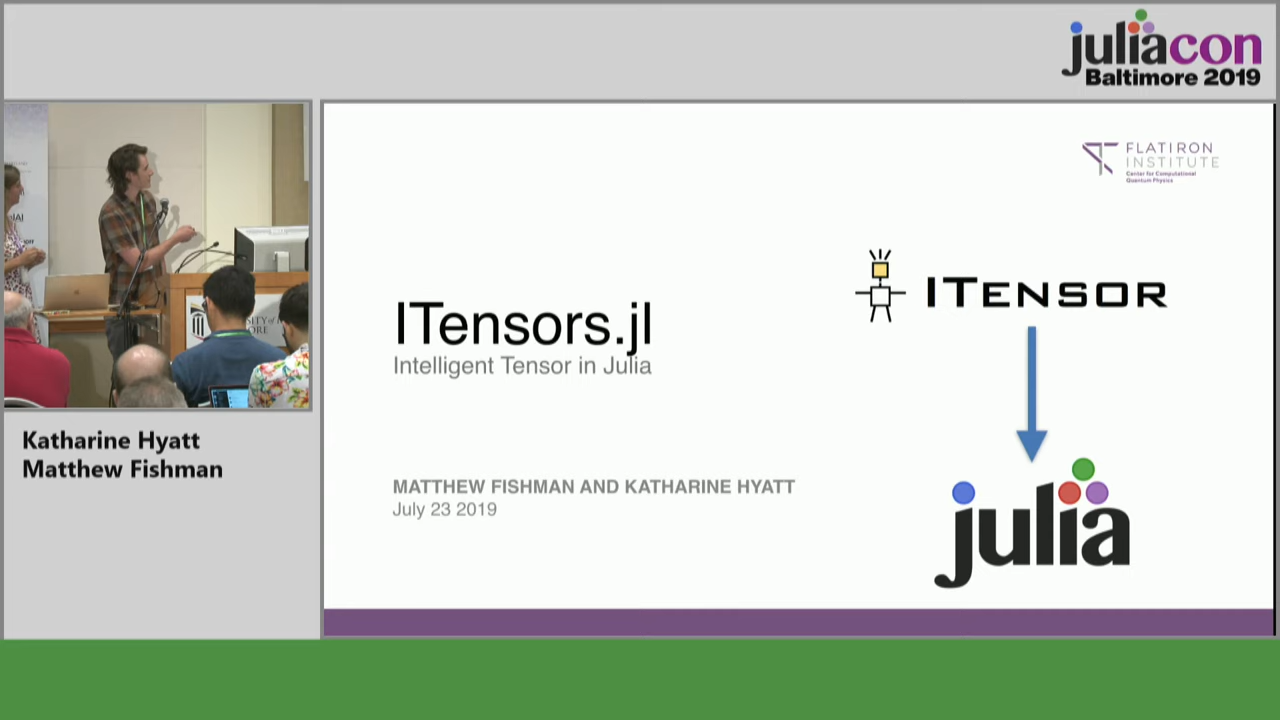 juliacon
Baltimore 2019
FLATIRON
INSTITUTE
Center for Computational
Quantum Physics
ITENSOR
ITensors.jl
Intelligent Tensor in Julia
MATTHEW FISHMAN AND KATHARINE HYATT
July 23 2019
julia
Katharine Hyatt
Matthew Fishman